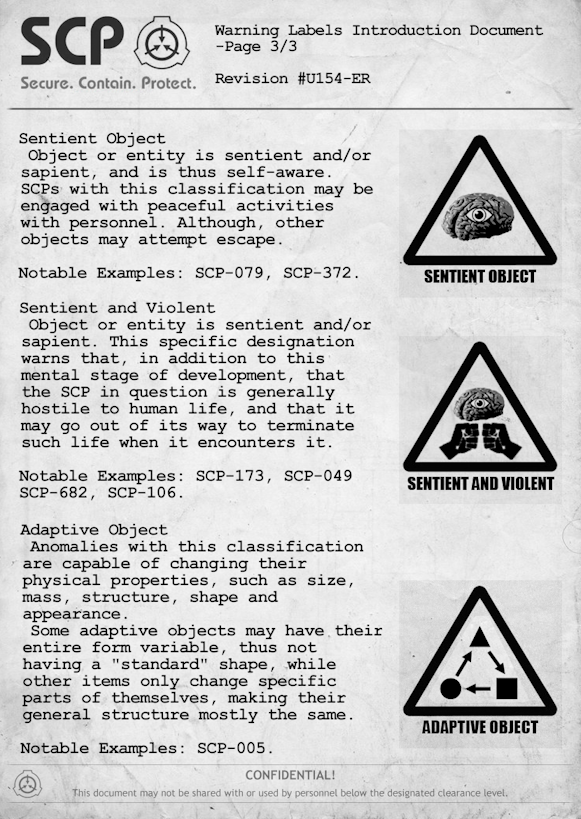 SCP
Secure. Contain. Protect.
Warning Labels Introduction Document
-Page 3/3
Revision #U154-ER
Sentient Object
Object or entity is sentient and/or
sapient, and is thus self-aware.
SCPs with this classification may be
engaged with peaceful activities
with personnel. Although, other
objects may attempt escape.
Notable Examples: SCP-079, SCP-372.
SENTIENT OBJECT
Sentient and Violent
Object or entity is sentient and/or
sapient. This specific designation
warns that, in addition to this
mental stage of development, that
the SCP in question is generally
hostile to human life, and that it
may go out of its way to terminate
such life when it encounters it.
Notable Examples: SCP-173, SCP-049
SCP-682, SCP-106.
SENTIENT AND VIOLENT
Adaptive Object
Anomalies with this classification
are capable of changing their
physical properties, such as size,
mass, structure, shape and
appearance.
Some adaptive objects may have their
entire form variable, thus not
having a "standard" shape, while
other items only change specific
parts of themselves, making their
general structure mostly the same.
Notable Examples: SCP-005.
ADAPTIVE OBJECT
CONFIDENTIAL!
This document may not be shared with or used by personnel below the designated clearance level.